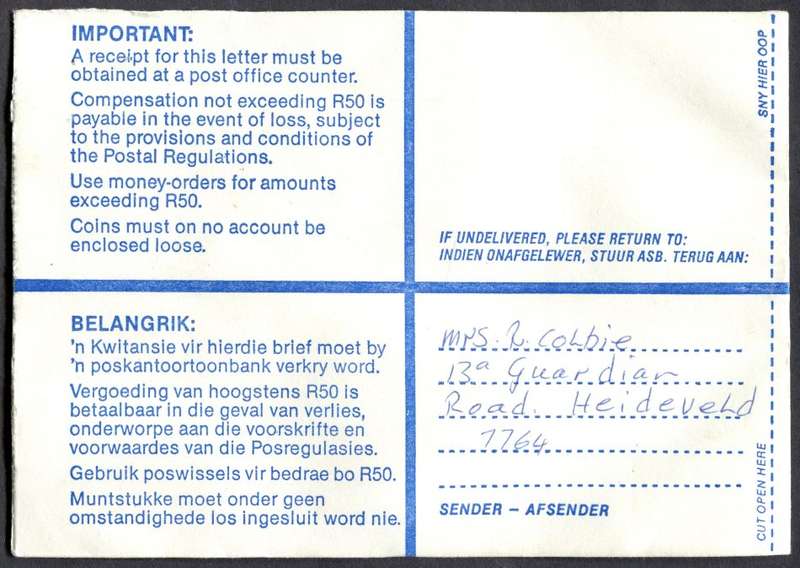 IMPORTANT:
A receipt for this letter must be
obtained at a post office counter.
Compensation not exceeding R50 is
payable in the event of loss, subject
to the provisions and conditions of
the Postal Regulations.
Use money-orders for amounts
exceeding R50.
Coins must on no account be
enclosed loose.
SNY HIER OOP
IF UNDELIVERED, PLEASE RETURN TO:
INDIEN ONAFGELEWER, STUUR ASB. TERUG AAN:
BELANGRIK:
'n Kwitansie vir hierdie brief moet by
'n poskantoortoonbank verkry word.
Vergoeding van hoogstens R50 is
betaalbaar in die geval van verlies,
onderworpe aan die voorskrifte en
voorwaardes van die Posregulasies.
Gebruik poswissels vir bedrae bo R50.
Muntstukke moet onder geen
omstandighede los ingesluit word nie.
Mrs. R. Colbie
13a Guardian
Road. Heideveld
7764
SENDER – AFSENDER
CUT OPEN HERE